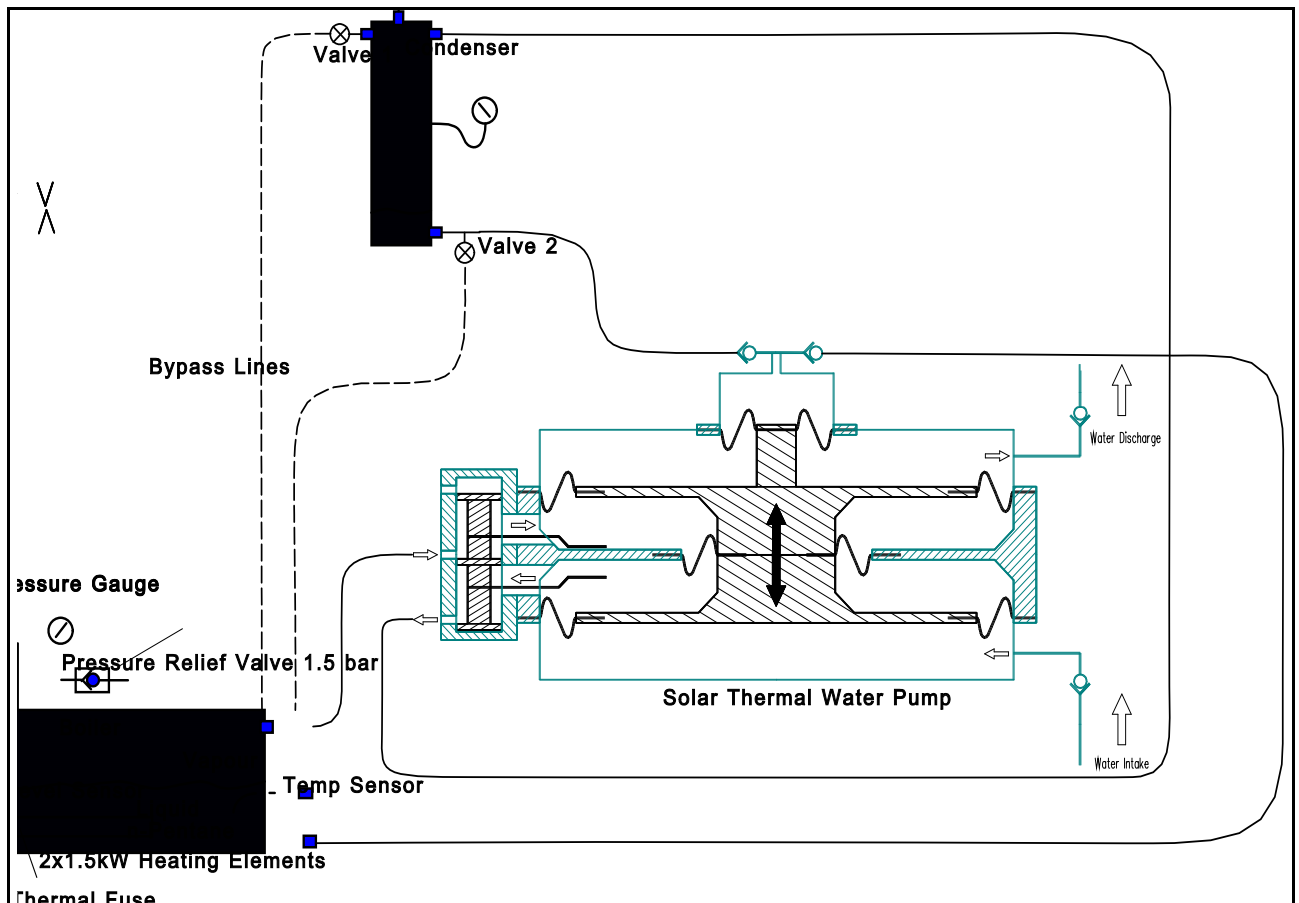 Valve
ndenser
Valve 2
Bypass Lines
Water Discharge
essure Gauge
Pressure Relief Valve 1.5 bar
Solar Thermal Water Pump
Water Intake
Temp Sensor
2x1.5kW Heating Elements
Thermal Fuse